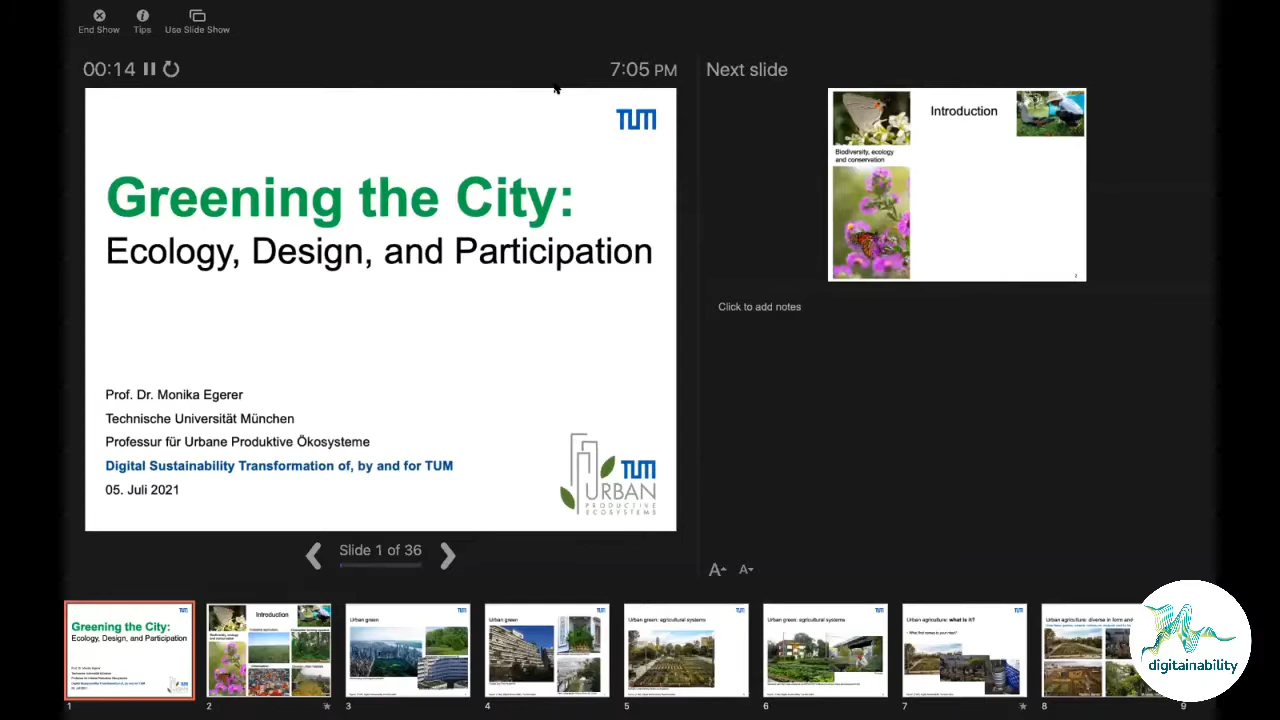 End Show
Tips
Use Slide Show
00:14
7:05 PM
Next slide
TUM
Greening the City:
Ecology, Design, and Participation
Prof. Dr. Monika Egerer
Technische Universität München
Professur für Urbane Produktive Ökosysteme
Digital Sustainability Transformation of, by and for TUM
05. Juli 2021
TUM
URBAN
PRODUCTIVE
ECOSYSTEMS
Introduction
Biodiversity, ecology
and conservation
Click to add notes
Slide 1 of 36
A A
Greening the City:
Ecology, Design, and Participation
Introduction
Urban green
Urban green
Urban green: agricultural systems
Urban green: agricultural systems
Urban agriculture: what is it?
Urban agriculture: diverse in form and
1
2
3
4
5
6
7
8
9
digitainability